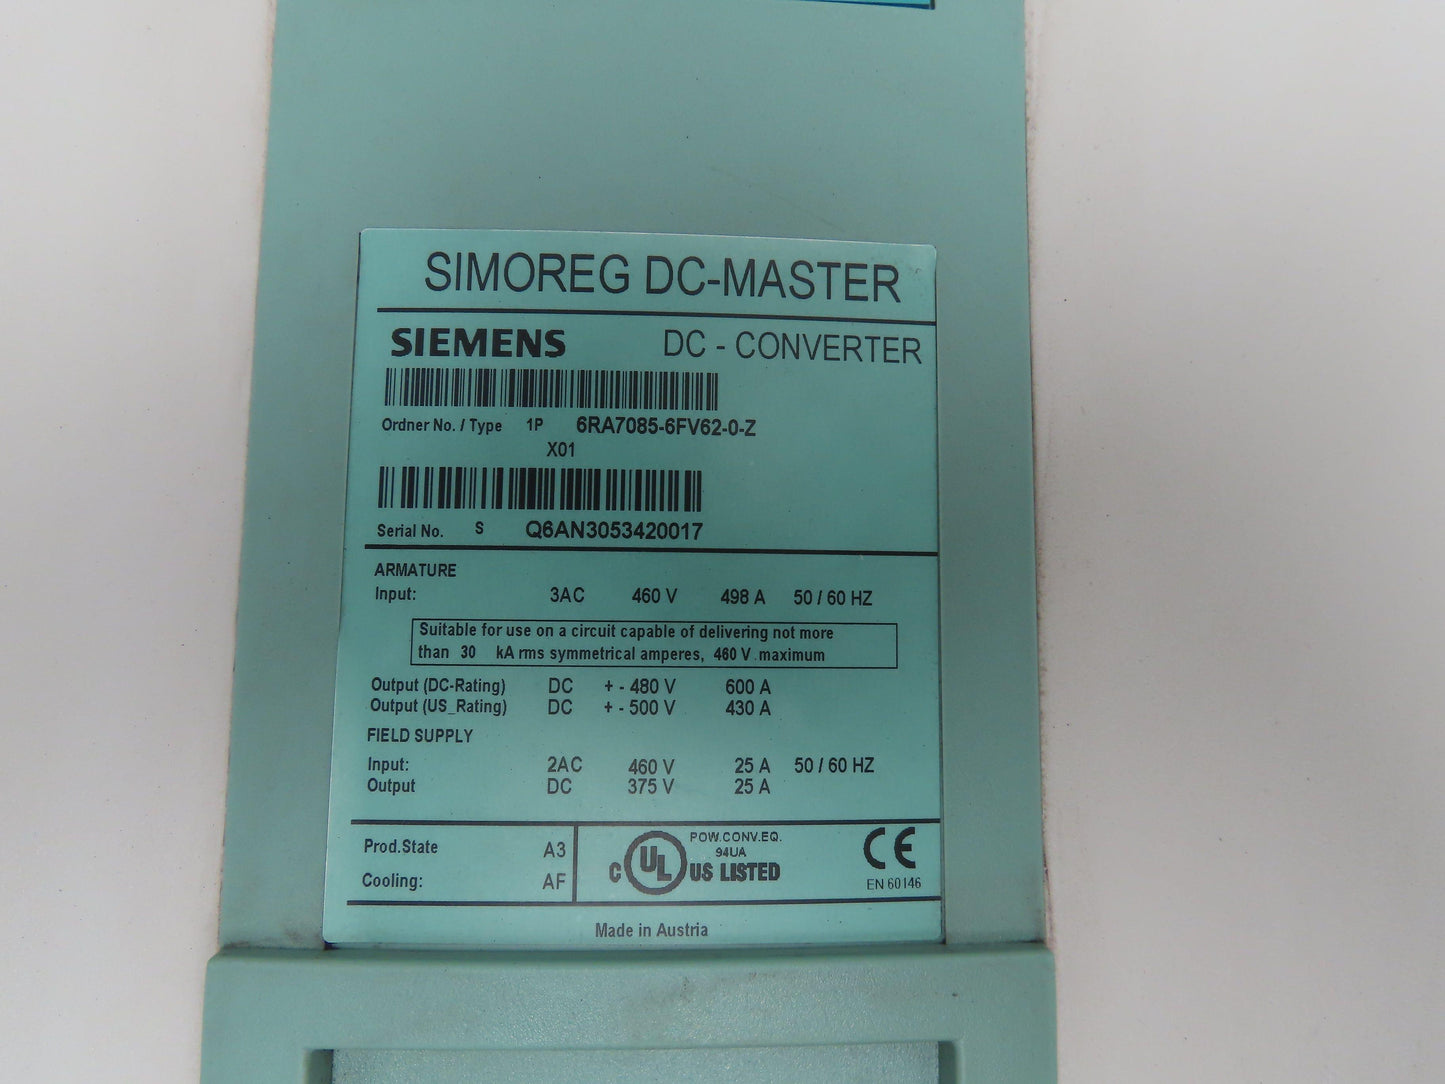 SIMOREG DC-MASTER
SIEMENS DC - CONVERTER
Ordner No. / Type 1P 6RA7085-6FV62-0-Z
X01
Serial No. S Q6AN3053420017
ARMATURE
Input: 3AC 460 V 498 A 50 / 60 HZ
Suitable for use on a circuit capable of delivering not more
than 30 kA rms symmetrical amperes, 460 V . maximum
Output (DC-Rating) DC + - 480 V 600 A
Output (US_Rating) DC + - 500 V 430 A
FIELD SUPPLY
Input: 2AC 460 V 25 A 50 / 60 HZ
Output DC 375 V 25 A
Prod.State A3
Cooling: AF
POW.CONV.EQ.
94UA
C UL US LISTED
CE
EN 60146
Made in Austria